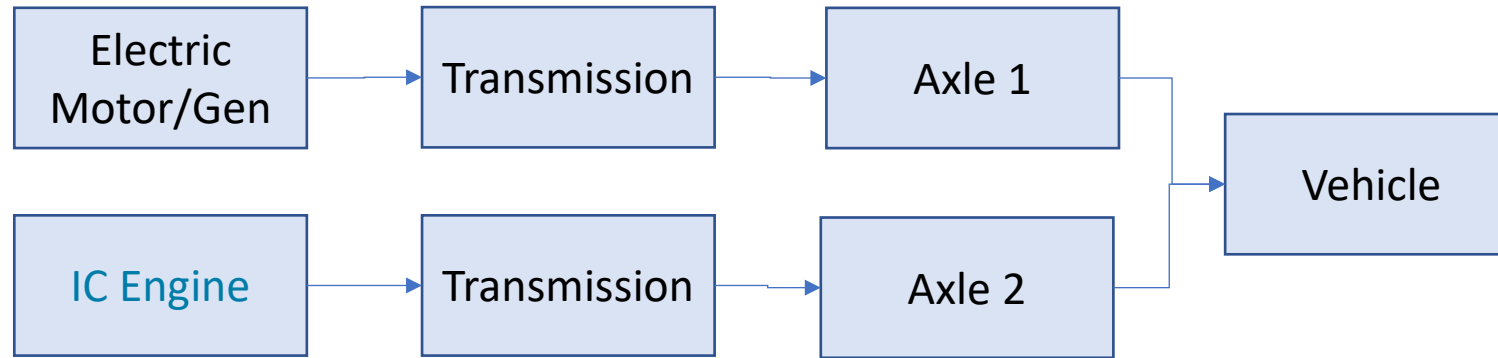 Electric
Motor/Gen
Transmission
Axle 1
Vehicle
IC Engine
Transmission
Axle 2